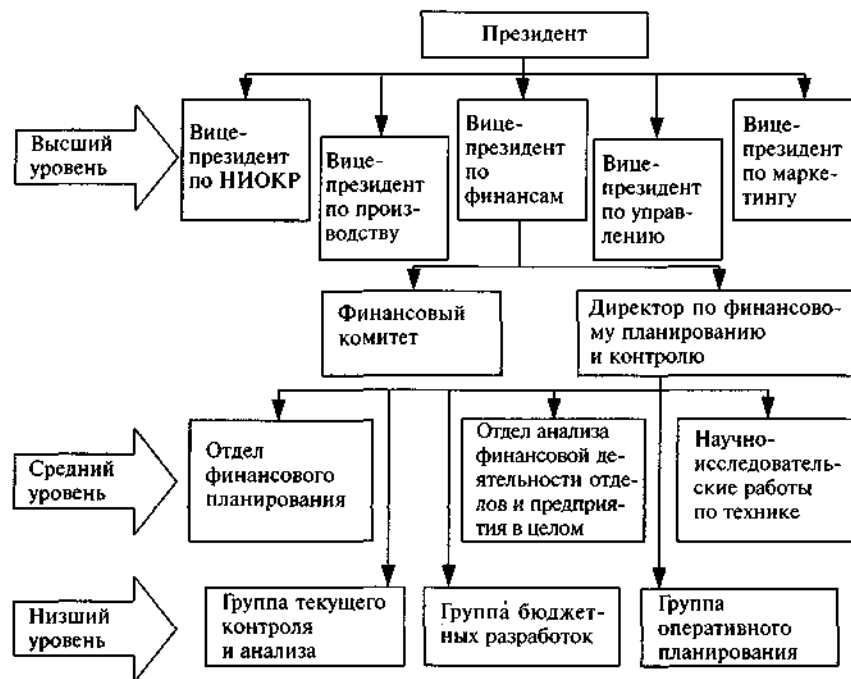 Президент
Высший
уровень
Вице-
президент
по НИОКР
Вице-
президент
по произ-
водству
Вице-
президент
по
финансам
Вице-
президент
по управ-
лению
Вице-
президент
по марке-
тингу
Финансовый
комитет
Директор по финансово-
му планированию
и контролю
Средний
уровень
Отдел
финансового
планирования
Отдел анализа
финансовой де-
ятельности отде-
лов и предприя-
тия в целом
Научно-
исследователь-
ские работы
по технике
Низший
уровень
Группа текущего
контроля
и анализа
Группа бюджет-
ных разработок
Группа
оперативного
планирования